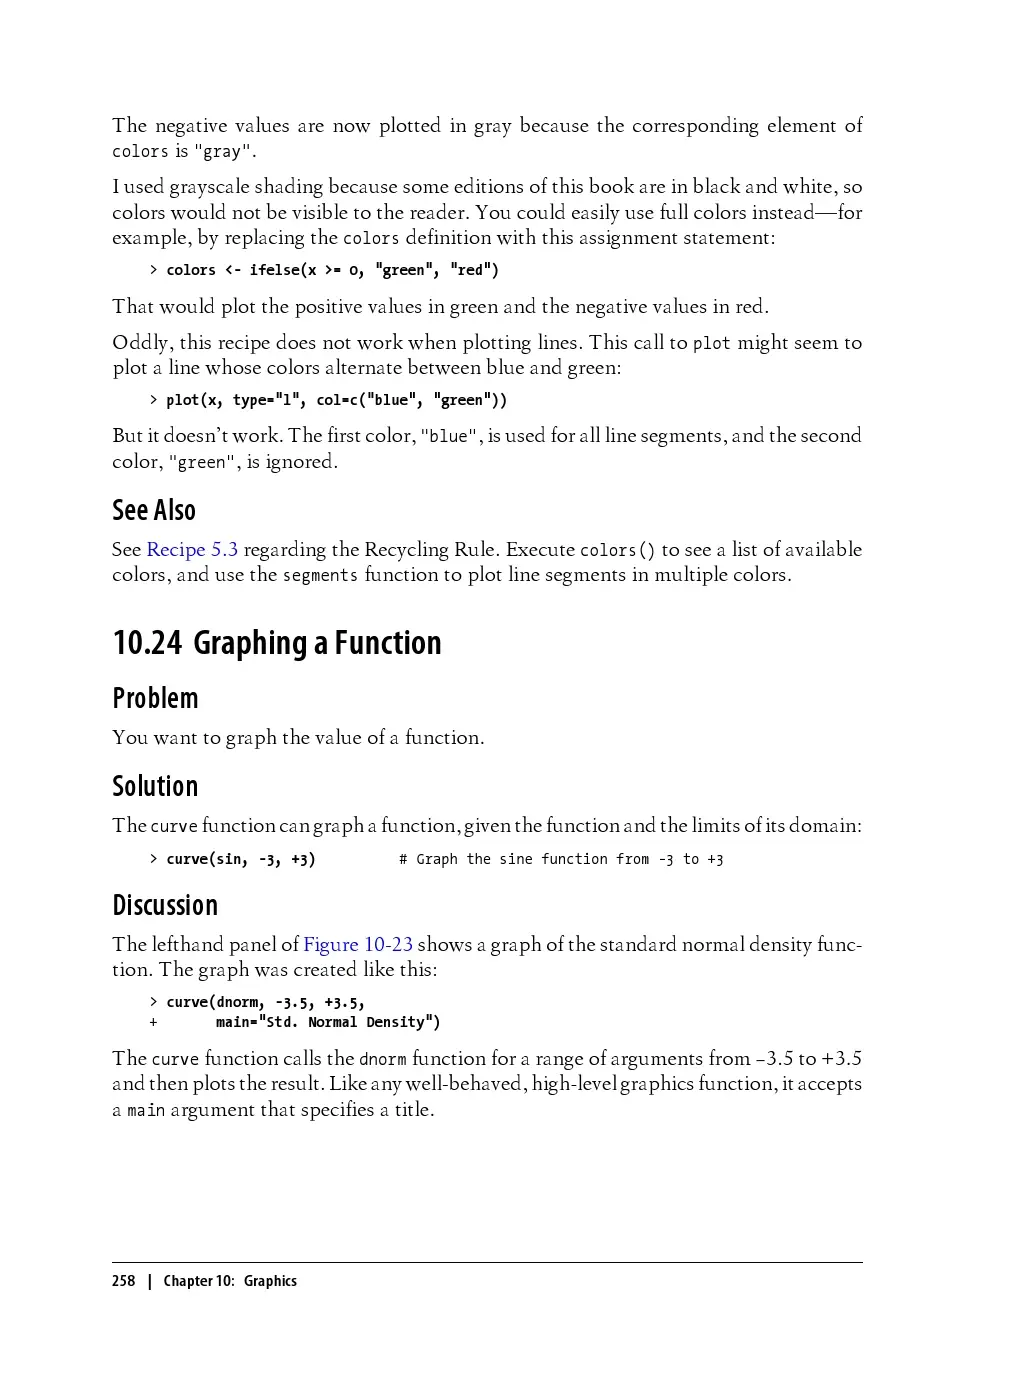 The negative values are now plotted in gray because the corresponding element of
colors is "gray".
I used grayscale shading because some editions of this book are in black and white, so
colors would not be visible to the reader. You could easily use full colors instead—for
example, by replacing the colors definition with this assignment statement:
> colors <- ifelse(x >= 0, "green", "red")
That would plot the positive values in green and the negative values in red.
Oddly, this recipe does not work when plotting lines. This call to plot might seem to
plot a line whose colors alternate between blue and green:
> plot(x, type="l", col=c("blue", "green"))
But it doesn't work. The first color, "blue", is used for all line segments, and the second
color, "green", is ignored.
See Also
See Recipe 5.3 regarding the Recycling Rule. Execute colors() to see a list of available
colors, and use the segments function to plot line segments in multiple colors.
10.24 Graphing a Function
Problem
You want to graph the value of a function.
Solution
The curve function can graph a function, given the function and the limits of its domain:
> curve(sin, -3, +3) # Graph the sine function from -3 to +3
Discussion
The lefthand panel of Figure 10-23 shows a graph of the standard normal density func-
tion. The graph was created like this:
> curve(dnorm, -3.5, +3.5,
+ main="Std. Normal Density")
The curve function calls the dnorm function for a range of arguments from −3.5 to +3.5
and then plots the result. Like any well-behaved, high-level graphics function, it accepts
a main argument that specifies a title.
258 | Chapter 10: Graphics